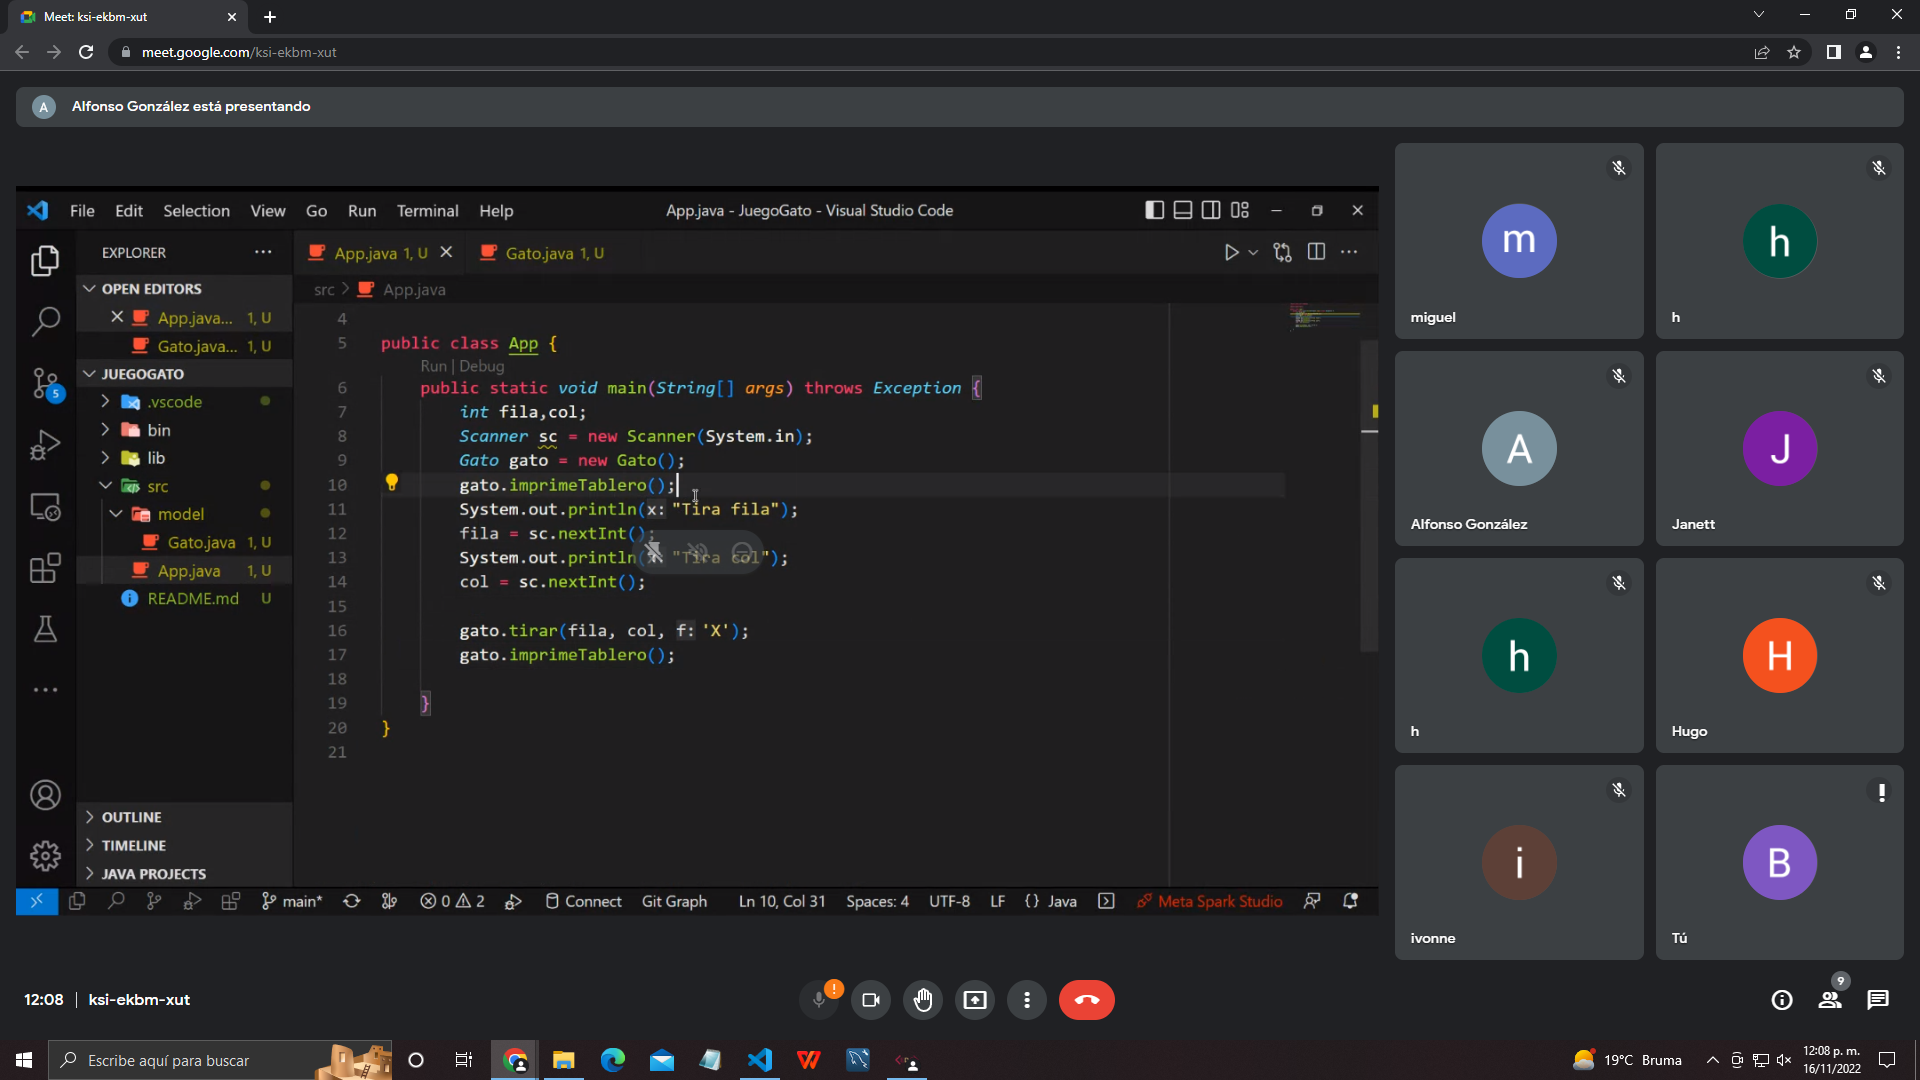 Meet: ksi-ekbm-xut
meet.google.com/ksi-ekbm-xut
A Alfonso González está presentando
File Edit Selection View Go Run Terminal Help App.java - JuegoGato - Visual Studio Code
EXPLORER
App.java 1, U
Gato.java 1, U
OPEN EDITORS
src > App.java
App.java... 1, U
Gato.java... 1, U
JUEGOGATO
.vscode
bin
lib
src
model
Gato.java 1, U
App.java 1, U
README.md U
OUTLINE
TIMELINE
JAVA PROJECTS
5
4
5 public class App {
Run | Debug
6 public static void main(String[] args) throws Exception {
7 int fila,col;
8 Scanner sc = new Scanner(System.in);
9 Gato gato = new Gato();
10 gato.imprimeTablero();
11 System.out.println(x: "Tira fila");
12 fila = sc.nextInt();
13 System.out.println(x: "Tira col");
14 col = sc.nextInt();
15
16 gato.tirar(fila, col, f: 'X');
17 gato.imprimeTablero();
18
19 }
20 }
21
main* 0 2 Connect Git Graph Ln 10, Col 31 Spaces: 4 UTF-8 LF {} Java Meta Spark Studio
m
miguel
h
h
A
Alfonso González
J
Janett
h
h
H
Hugo
i
ivonne
B
Tú
12:08 | ksi-ekbm-xut
9
Escribe aquí para buscar
19°C Bruma
12:08 p. m.
16/11/2022